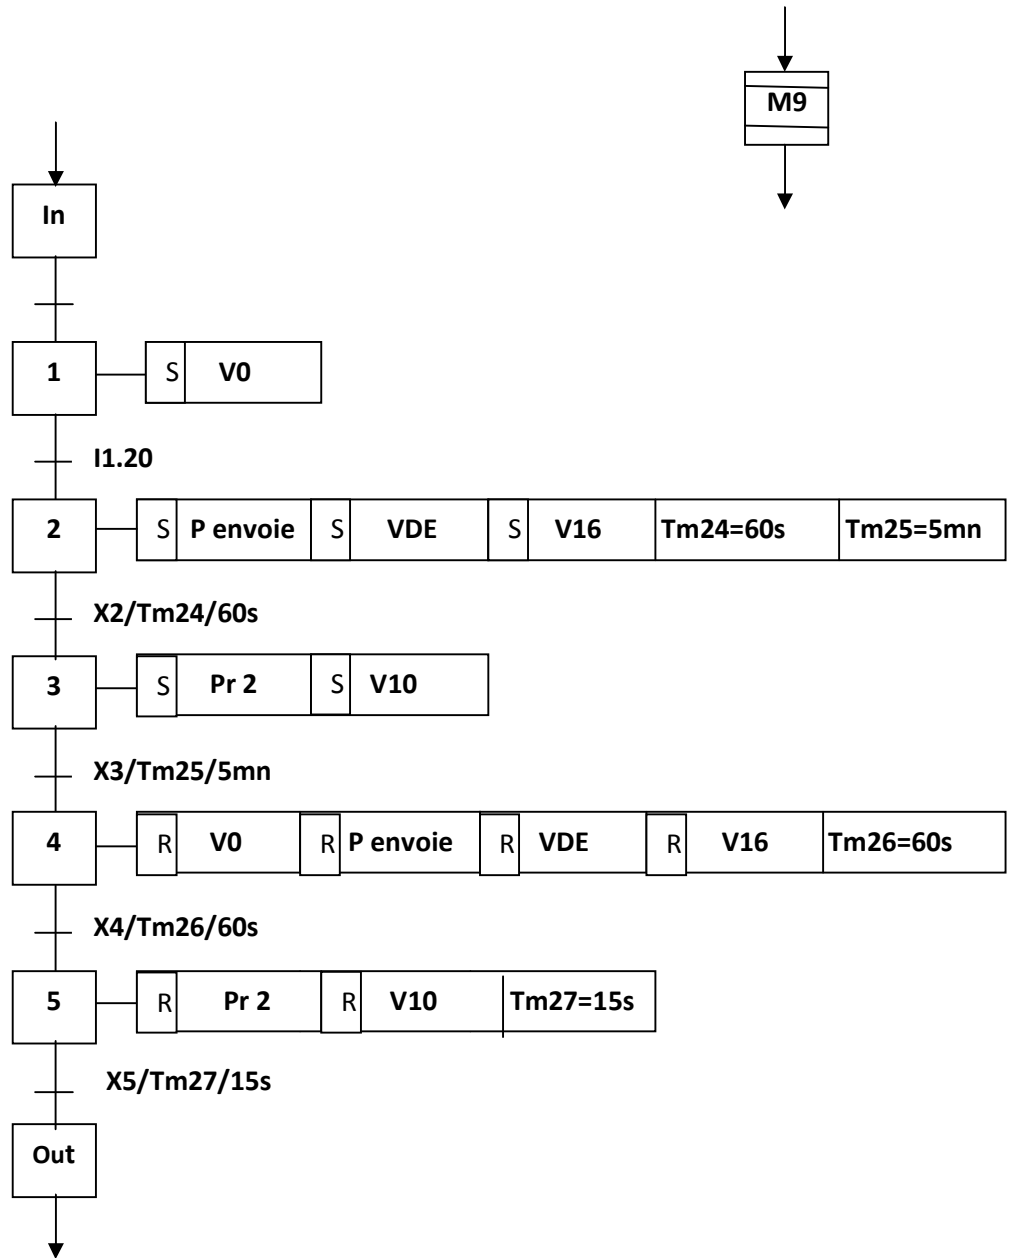 M9
In
1
S V0
I1.20
2
S P envoie S VDE S V16 Tm24=60s Tm25=5mn
X2/Tm24/60s
3
S Pr 2 S V10
X3/Tm25/5mn
4
R V0 R P envoie R VDE R V16 Tm26=60s
X4/Tm26/60s
5
R Pr 2 R V10 Tm27=15s
X5/Tm27/15s
Out